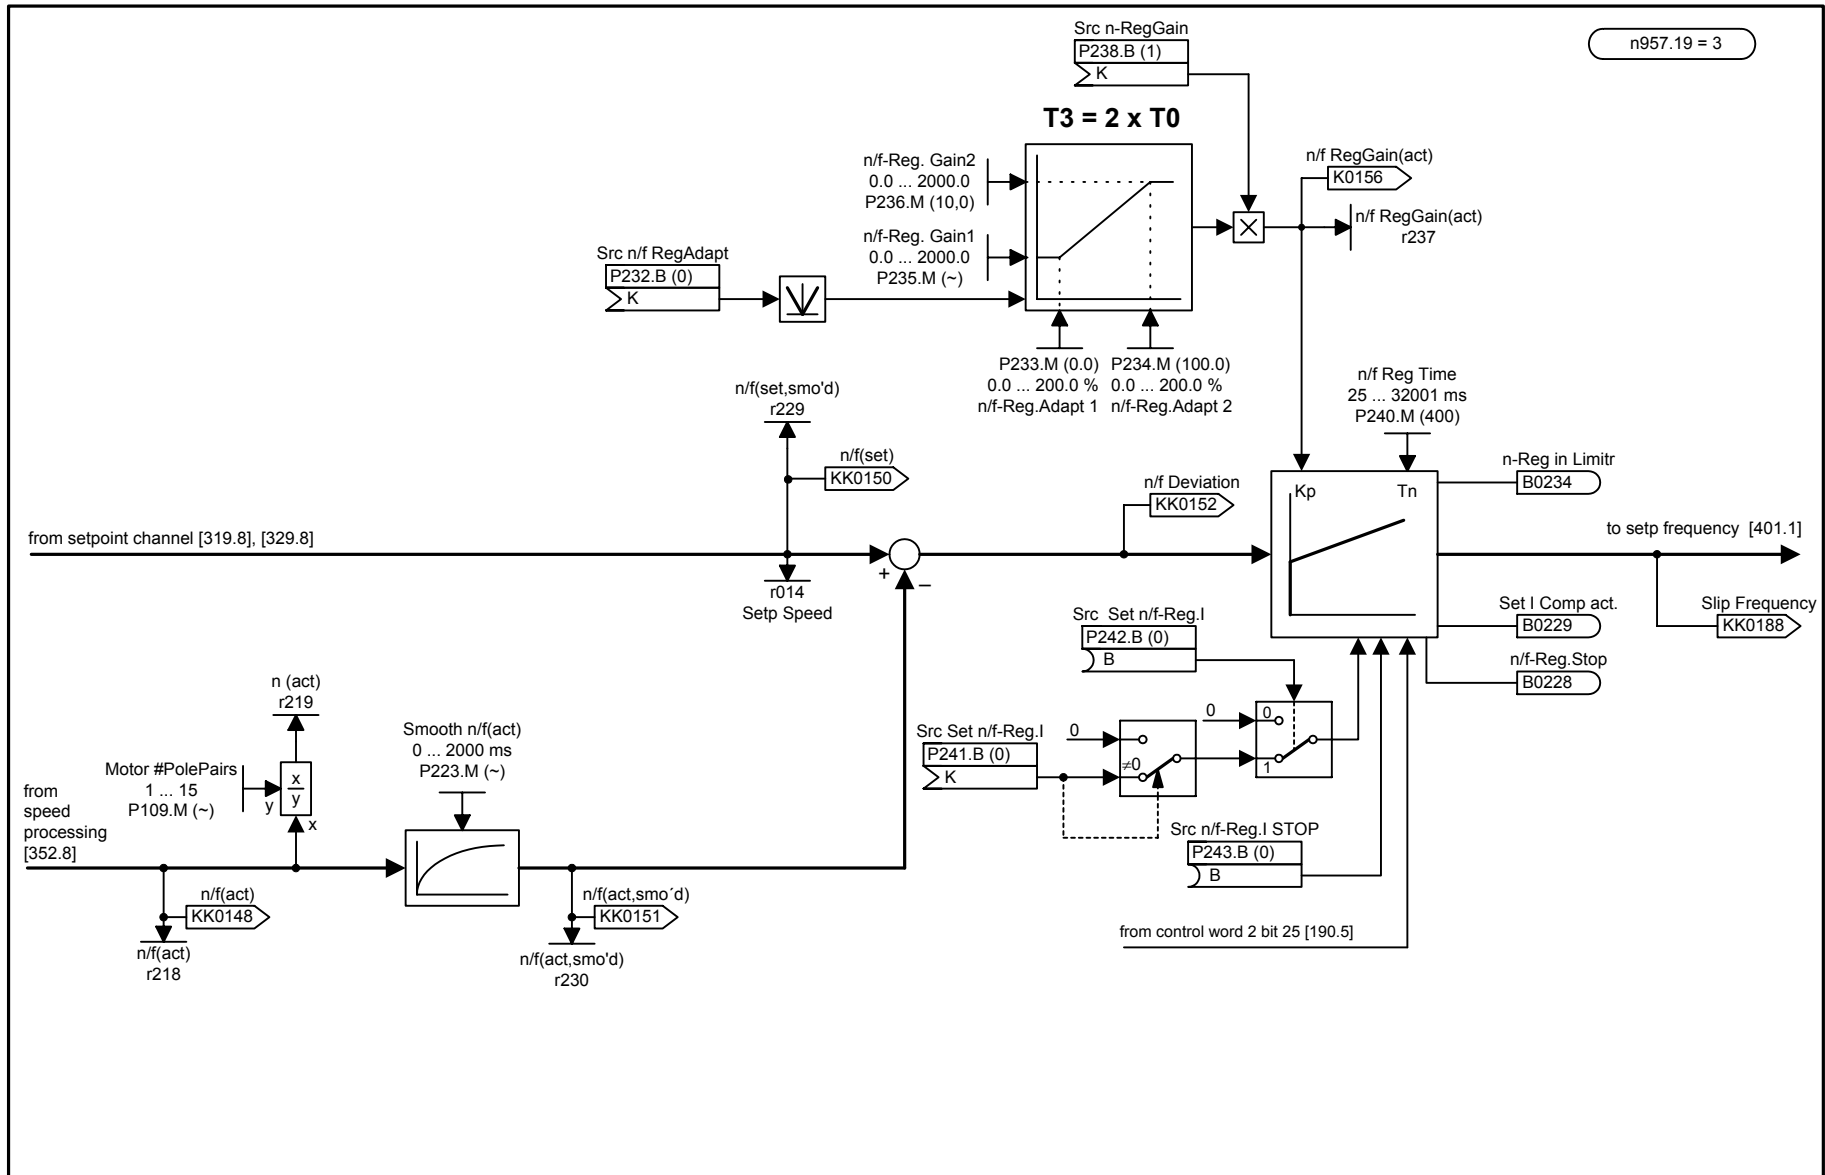 Src n-RegGain
P238.B (1)
K
n957.19 = 3
T3 = 2 x T0
n/f-Reg. Gain2
0.0 ... 2000.0
P236.M (10,0)
n/f RegGain(act)
K0156
n/f RegGain(act)
r237
n/f-Reg. Gain1
0.0 ... 2000.0
P235.M (~)
Src n/f RegAdapt
P232.B (0)
K
P233.M (0.0)
0.0 ... 200.0 %
n/f-Reg.Adapt 1
P234.M (100.0)
0.0 ... 200.0 %
n/f-Reg.Adapt 2
n/f Reg Time
25 ... 32001 ms
P240.M (400)
n/f(set,smo'd)
r229
n/f(set)
KK0150
n/f Deviation
KK0152
Kp
Tn
n-Reg in Limitr
B0234
from setpoint channel [319.8], [329.8]
to setp frequency [401.1]
+
–
r014
Setp Speed
Set I Comp act.
B0229
Slip Frequency
KK0188
n/f-Reg.Stop
B0228
Src Set n/f-Reg.I
P242.B (0)
B
n (act)
r219
Smooth n/f(act)
0 ... 2000 ms
P223.M (~)
Src Set n/f-Reg.I
P241.B (0)
K
0
≠0
0
0
1
Motor #PolePairs
1 ... 15
P109.M (~)
y
x
y
x
from
speed
processing
[352.8]
Src n/f-Reg.I STOP
P243.B (0)
B
n/f(act)
KK0148
n/f(act)
r218
n/f(act,smo´d)
KK0151
n/f(act,smo'd)
r230
from control word 2 bit 25 [190.5]